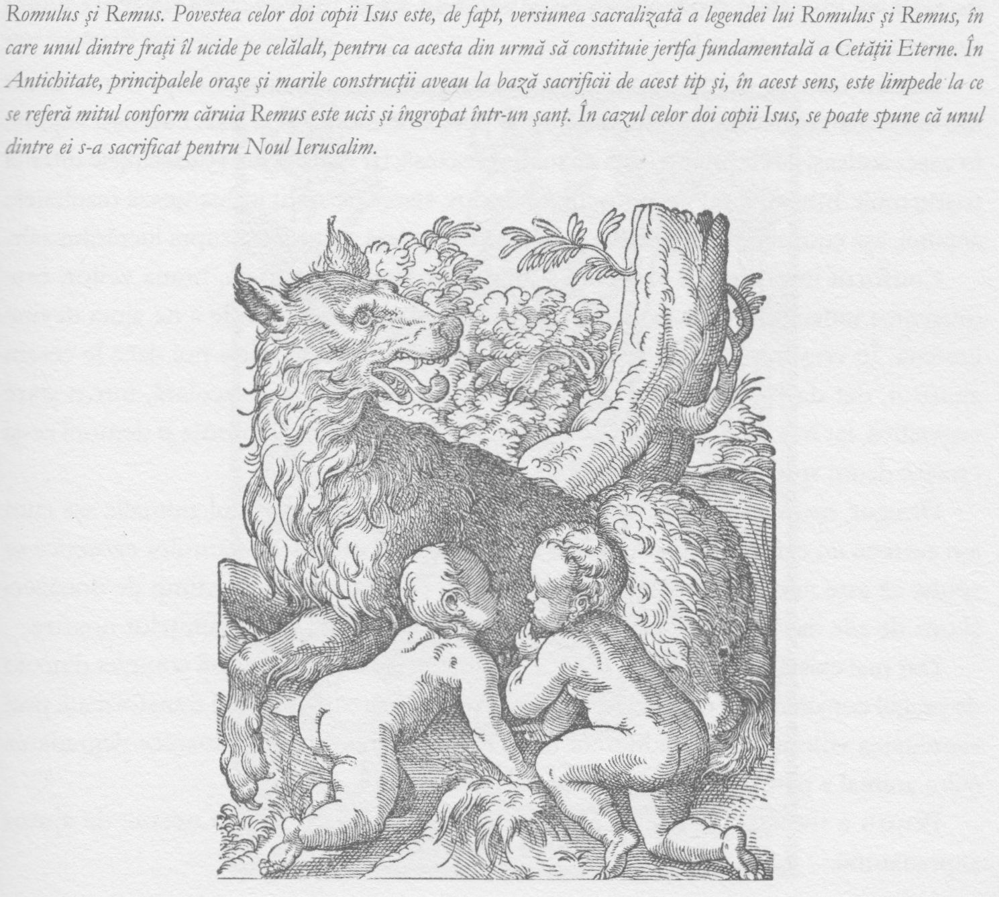 Romulus şi Remus. Povestea celor doi copii Isus este, de fapt, versiunea sacralizată a legendei lui Romulus şi Remus, în
care unul dintre fraţi îl ucide pe celălalt, pentru ca acesta din urmă să constituie jertfa fundamentală a Cetăţii Eterne. În
Antichitate, principalele oraşe şi marile construcţii aveau la bază sacrificii de acest tip şi, în acest sens, este limpede la ce
se referă mitul conform căruia Remus este ucis şi îngropat într-un şanţ. În cazul celor doi copii Isus, se poate spune că unul
dintre ei s-a sacrificat pentru Noul Ierusalim.